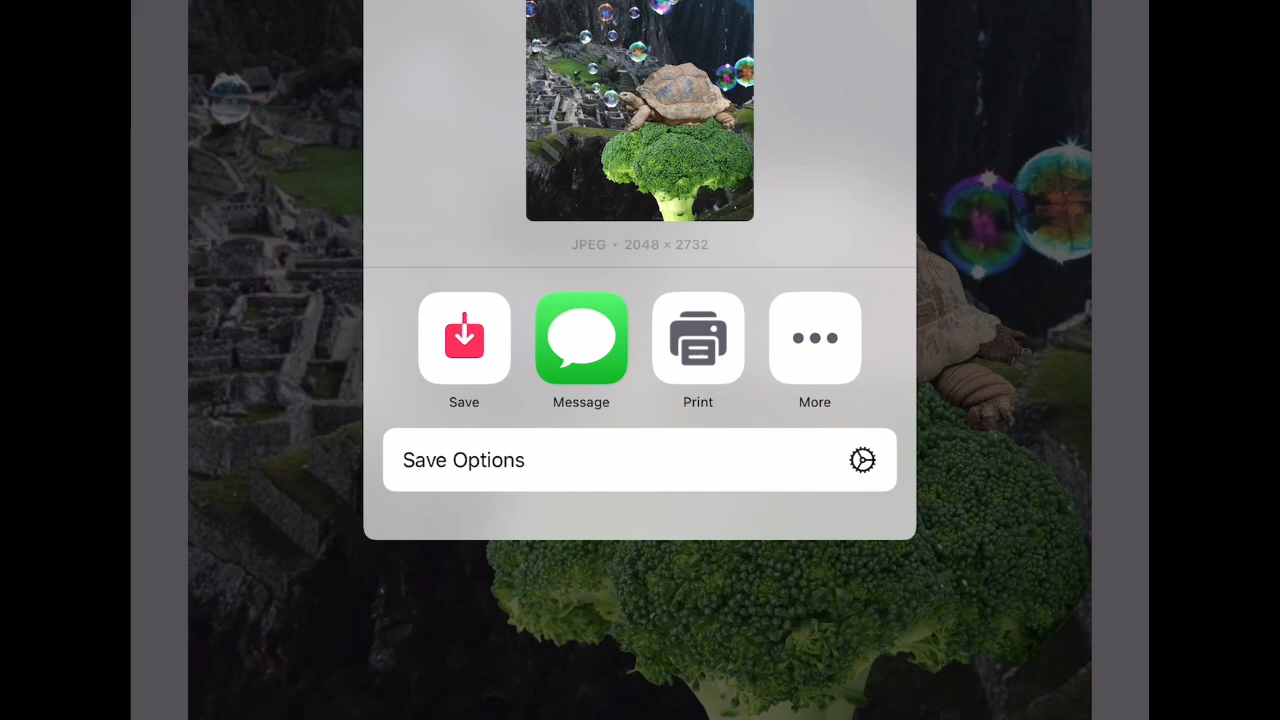 JPEG • 2048 × 2732
Save
Message
Print
More
Save Options